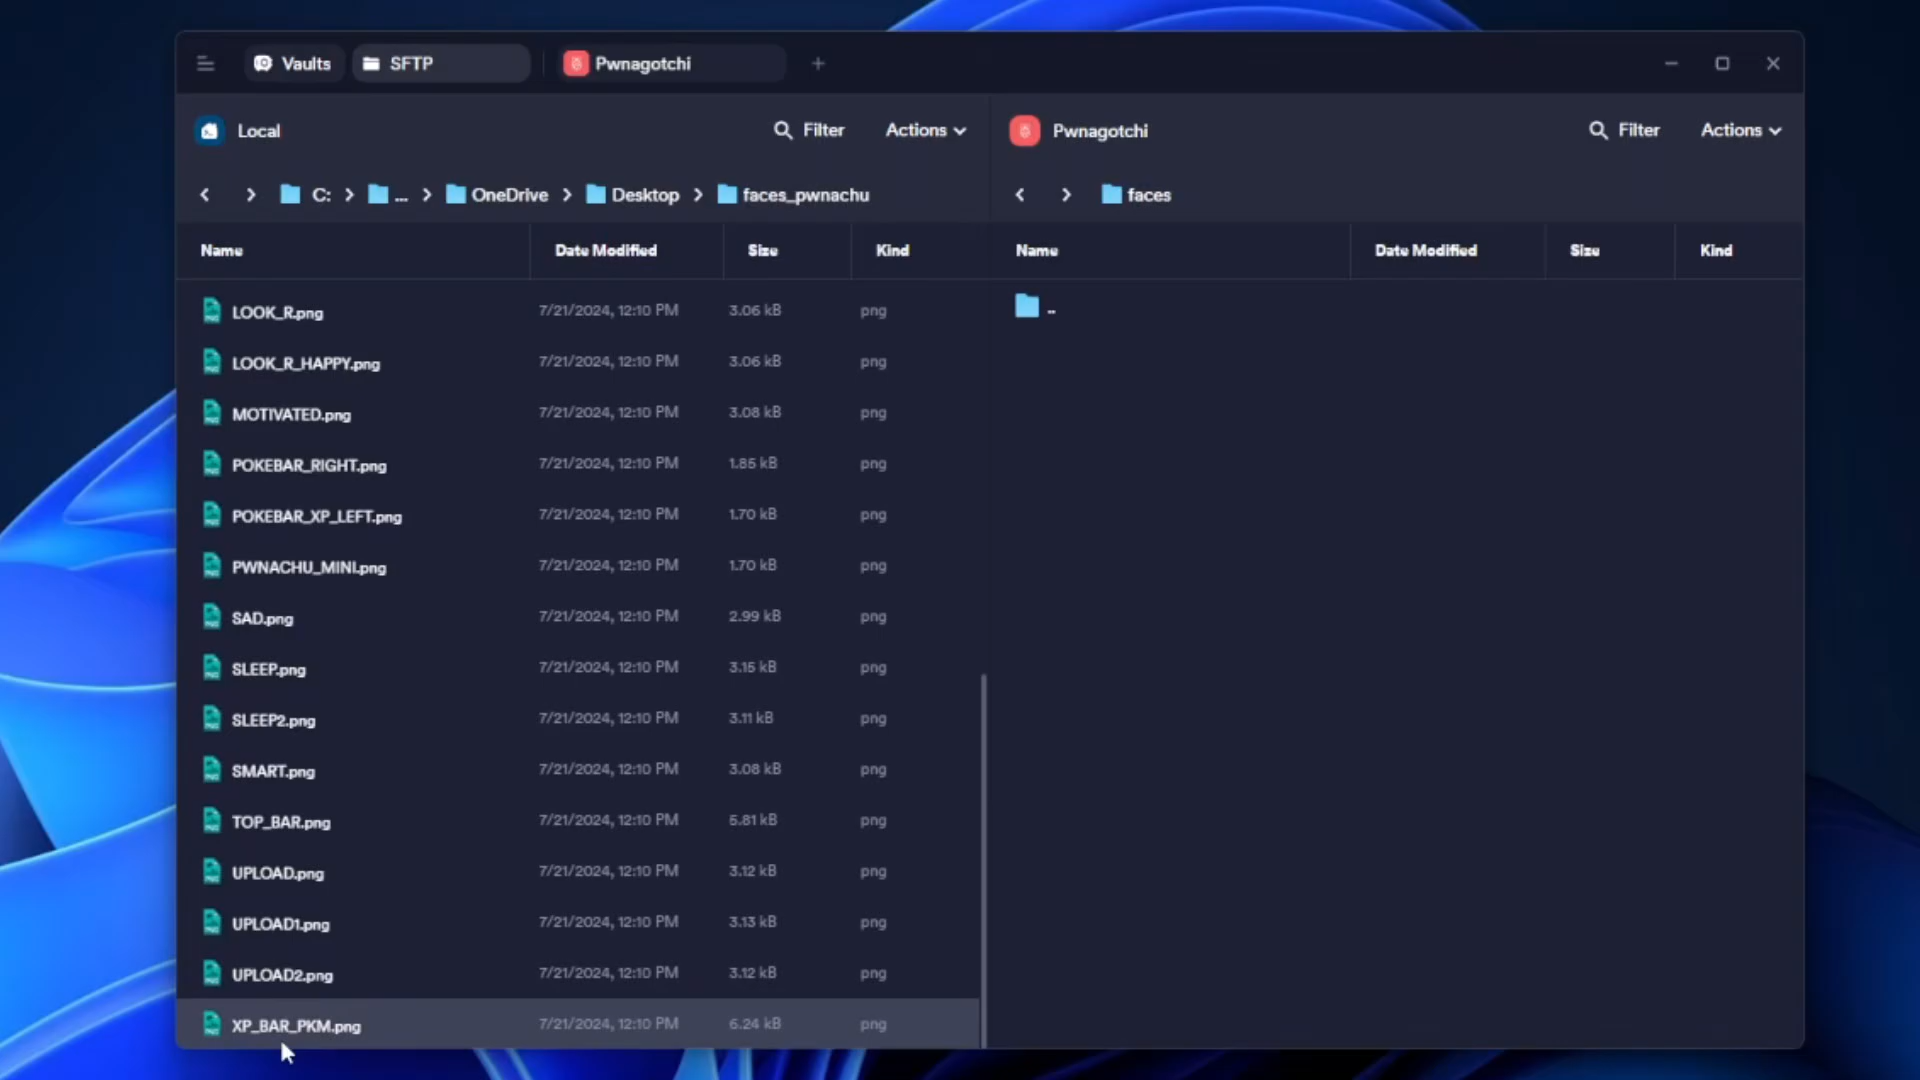 Vaults SFTP Pwnagotchi +
Local Filter Actions
C: ... OneDrive Desktop faces_pwnachu
Name Date Modified Size Kind
LOOK_R.png 7/21/2024, 12:10 PM 3.06 kB png
LOOK_R_HAPPY.png 7/21/2024, 12:10 PM 3.06 kB png
MOTIVATED.png 7/21/2024, 12:10 PM 3.08 kB png
POKEBAR_RIGHT.png 7/21/2024, 12:10 PM 1.85 kB png
POKEBAR_XP_LEFT.png 7/21/2024, 12:10 PM 1.70 kB png
PWNACHU_MINI.png 7/21/2024, 12:10 PM 1.70 kB png
SAD.png 7/21/2024, 12:10 PM 2.99 kB png
SLEEP.png 7/21/2024, 12:10 PM 3.15 kB png
SLEEP2.png 7/21/2024, 12:10 PM 3.11 kB png
SMART.png 7/21/2024, 12:10 PM 3.08 kB png
TOP_BAR.png 7/21/2024, 12:10 PM 5.81 kB png
UPLOAD.png 7/21/2024, 12:10 PM 3.12 kB png
UPLOAD1.png 7/21/2024, 12:10 PM 3.13 kB png
UPLOAD2.png 7/21/2024, 12:10 PM 3.12 kB png
XP_BAR_PKM.png 7/21/2024, 12:10 PM 6.24 kB png
Pwnagotchi Filter Actions
faces
Name Date Modified Size Kind
..